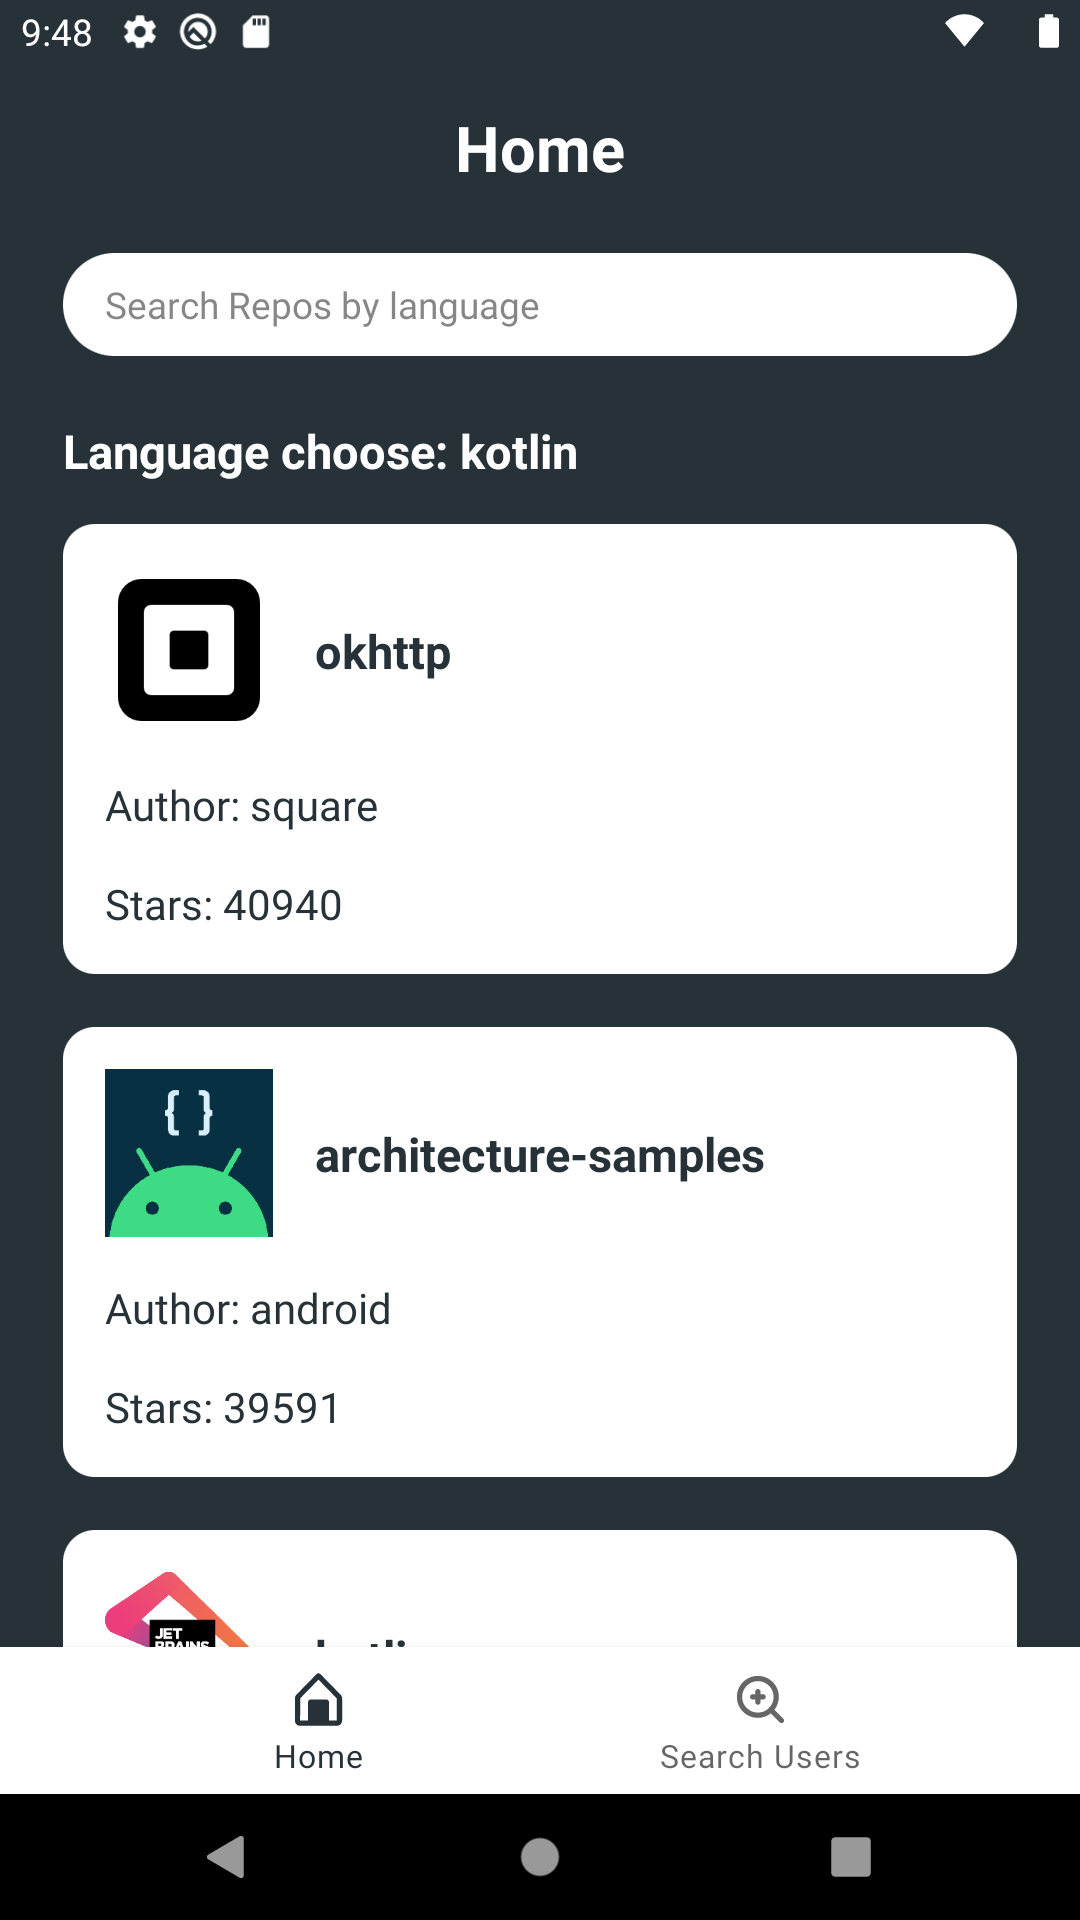 9:48
Home
Search Repos by language
Language choose: kotlin
okhttp
Author: square
Stars: 40940
{ }
architecture-samples
Author: android
Stars: 39591
JET
BRAINS
Home
Search Users